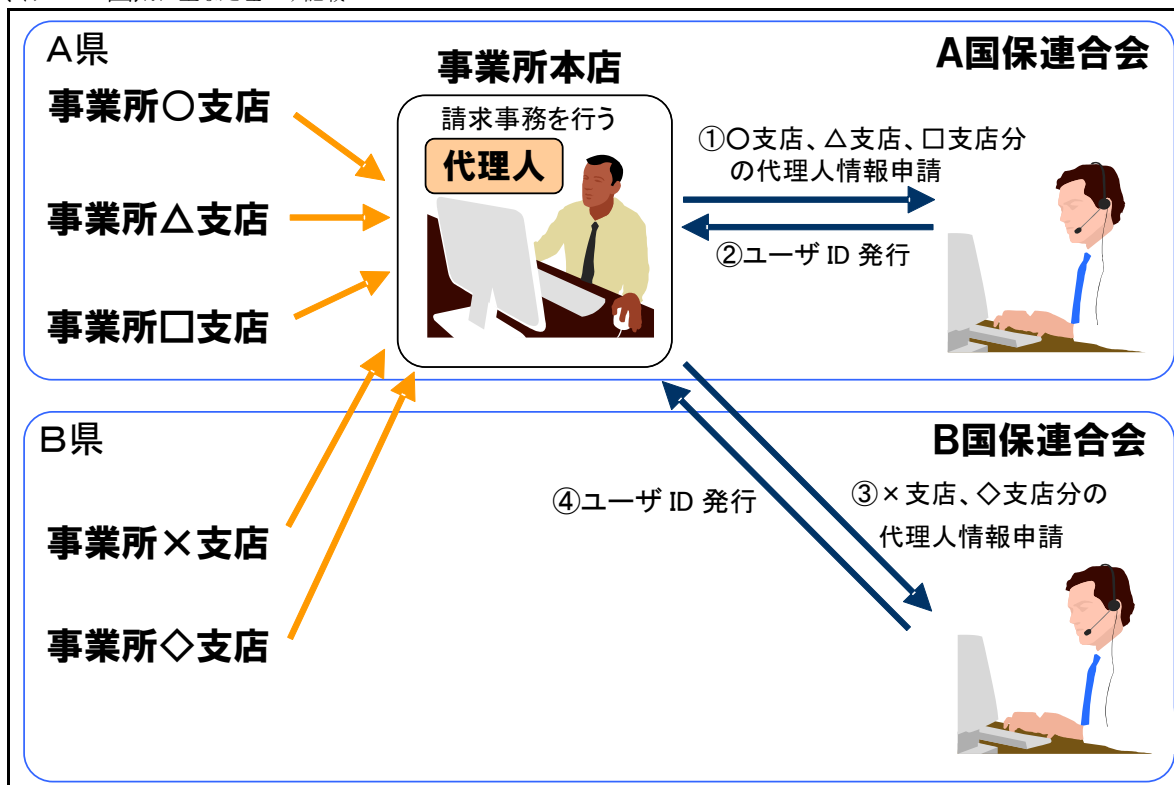 A県
事業所○支店
事業所△支店
事業所□支店
事業所本店
請求事務を行う
代理人
A国保連合会
①○支店、△支店、□支店分
の代理人情報申請
②ユーザ ID 発行
B県
事業所×支店
事業所◇支店
B国保連合会
④ユーザ ID 発行
③×支店、◇支店分の
代理人情報申請